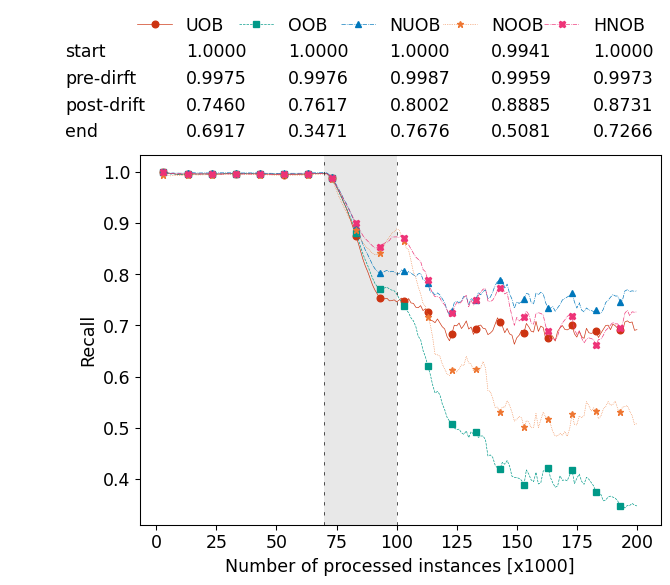 UOB OOB NUOB NOOB HNOB
start 1.0000 1.0000 1.0000 0.9941 1.0000
pre-dirft 0.9975 0.9976 0.9987 0.9959 0.9973
post-drift 0.7460 0.7617 0.8002 0.8885 0.8731
end 0.6917 0.3471 0.7676 0.5081 0.7266
1.0
0.9
0.8
0.7
0.6
0.5
0.4
Recall
0 25 50 75 100 125 150 175 200
Number of processed instances [x1000]